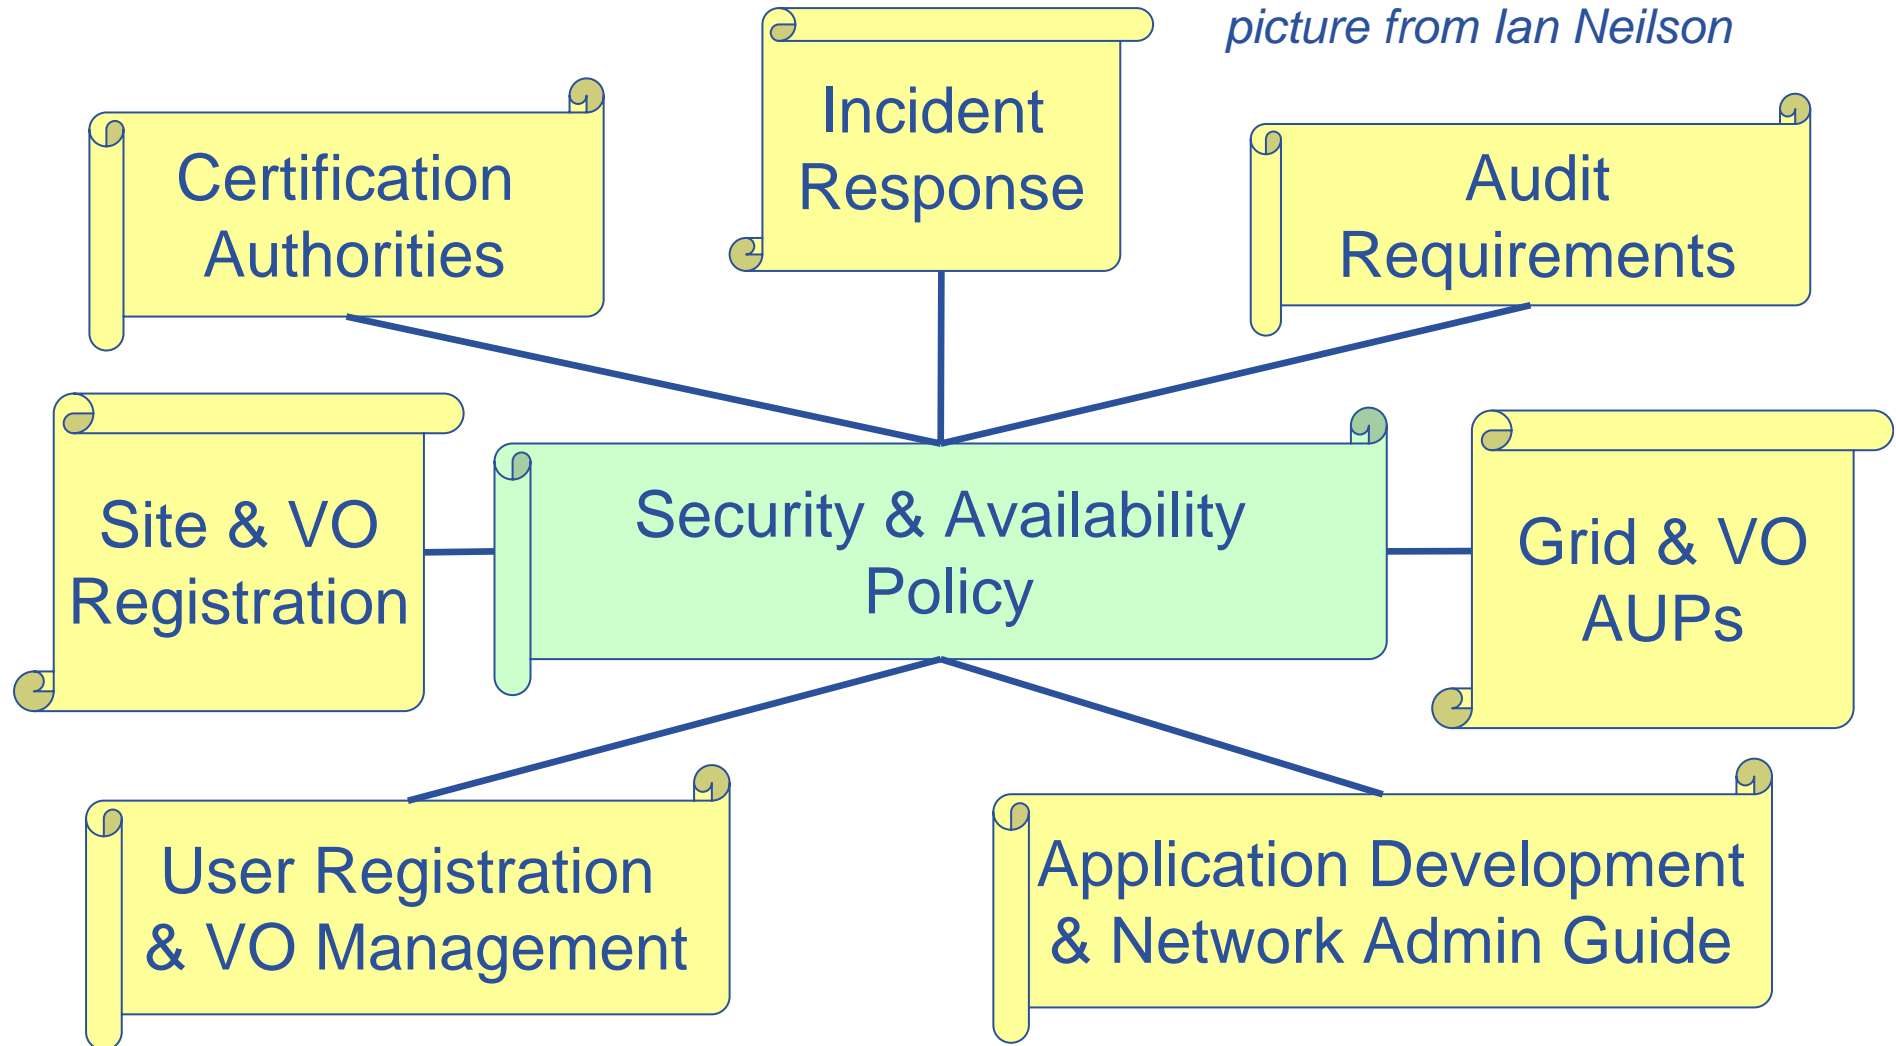 picture from Ian Neilson
Incident
Response
Certification
Authorities
Audit
Requirements
Site & VO
Registration
Security & Availability
Policy
Grid & VO
AUPs
User Registration
& VO Management
Application Development
& Network Admin Guide